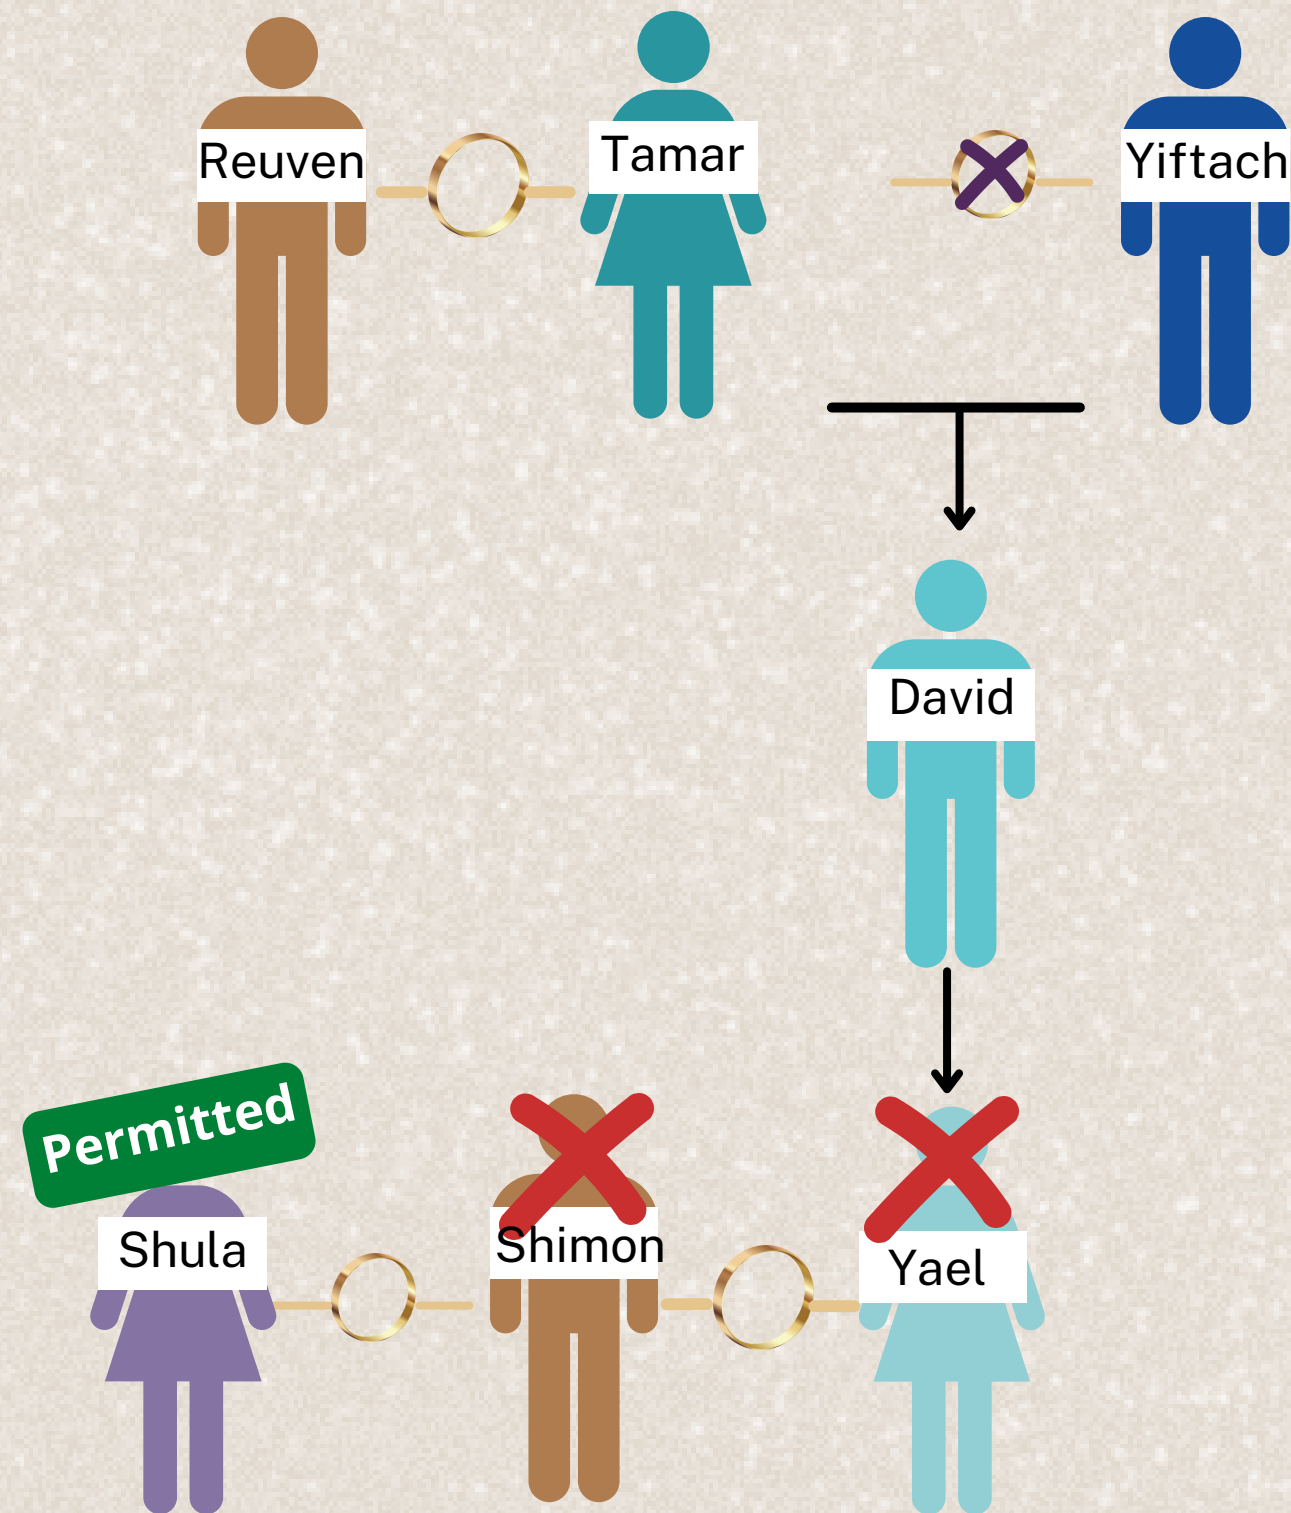 Reuven
Tamar
Yiftach
David
Permitted
Shula
Shimon
Yael